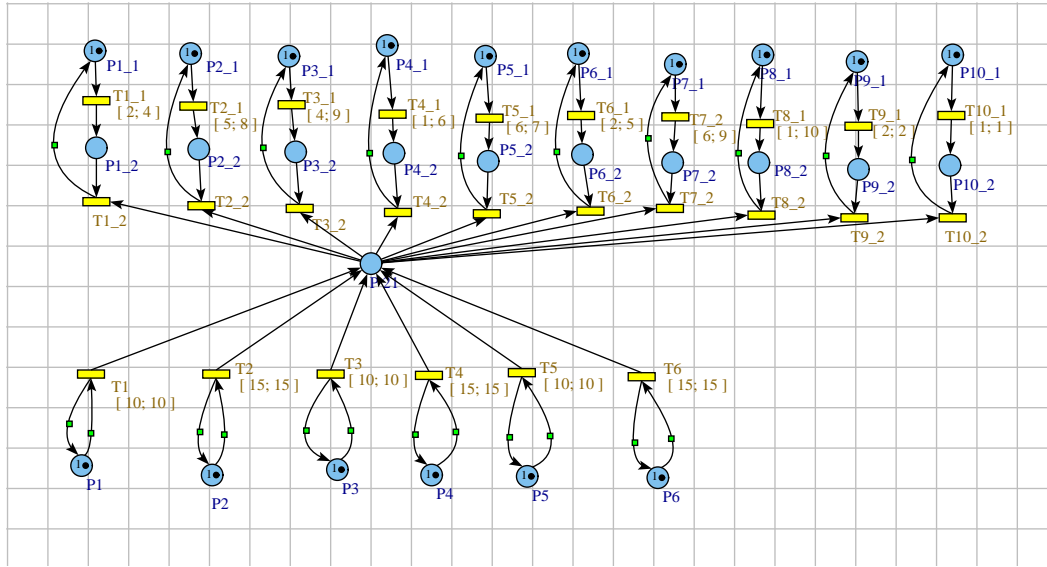 1
1
1
1
1
1
1
1
1
1
P1_1
P2_1
P3_1
P4_1
P5_1
P6_1
P7_1
P8_1
P9_1
P10_1
T1_1
[ 2; 4 ]
T2_1
[ 5; 8 ]
T3_1
[ 4; 9 ]
T4_1
[ 1; 6 ]
T5_1
[ 6; 7 ]
T6_1
[ 2; 5 ]
T7_2
[ 6; 9 ]
T8_1
[ 1; 10 ]
T9_1
[ 2; 2 ]
T10_1
[ 1; 1 ]
P1_2
P2_2
P3_2
P4_2
P5_2
P6_2
P7_2
P8_2
P9_2
P10_2
T1_2
T2_2
T3_2
T4_2
T5_2
T6_2
T7_2
T8_2
T9_2
T10_2
T1
[ 10; 10 ]
T2
[ 15; 15 ]
T3
[ 10; 10 ]
T4
[ 15; 15 ]
T5
[ 10; 10 ]
T6
[ 15; 15 ]
1
1
1
1
1
1
P1
P2
P3
P4
P5
P6